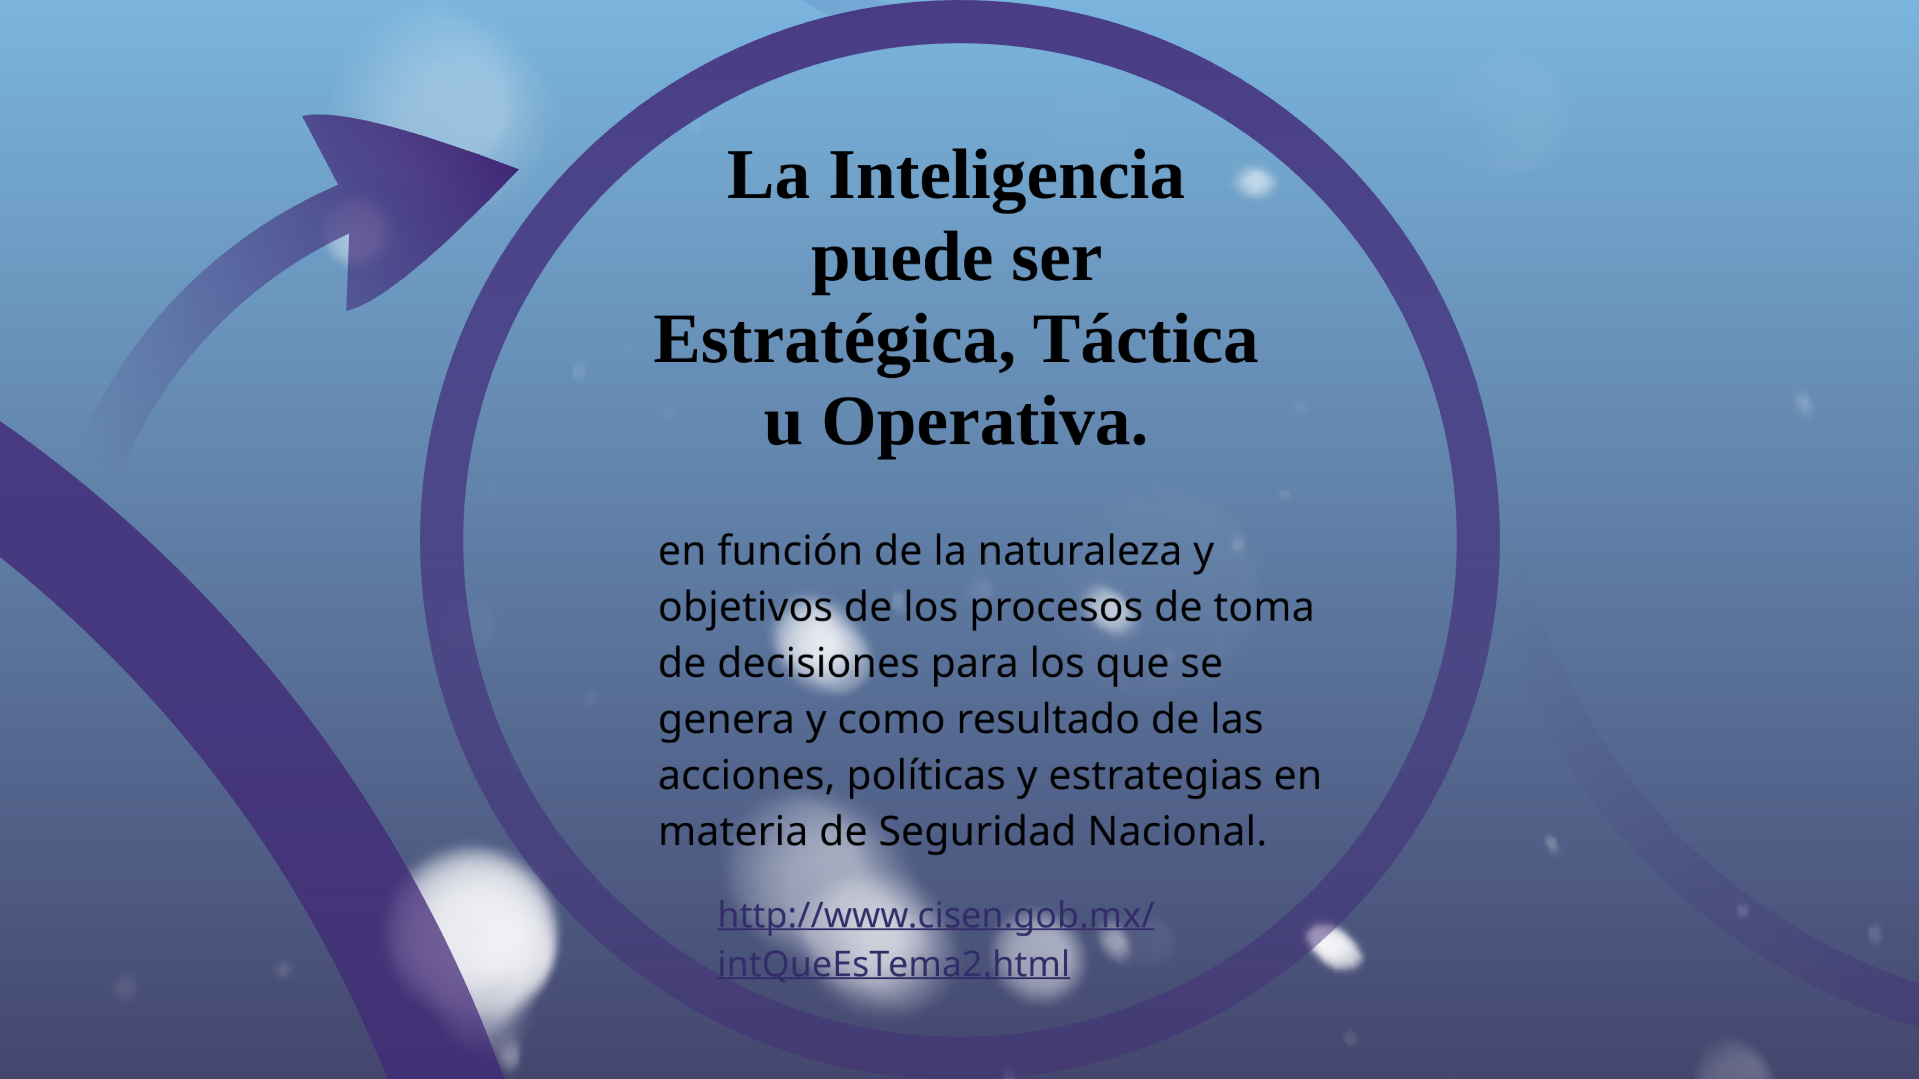 La Inteligencia
puede ser
Estratégica, Táctica
u Operativa.
en función de la naturaleza y
objetivos de los procesos de toma
de decisiones para los que se
genera y como resultado de las
acciones, políticas y estrategias en
materia de Seguridad Nacional.
http://www.cisen.gob.mx/
intQueEsTema2.html